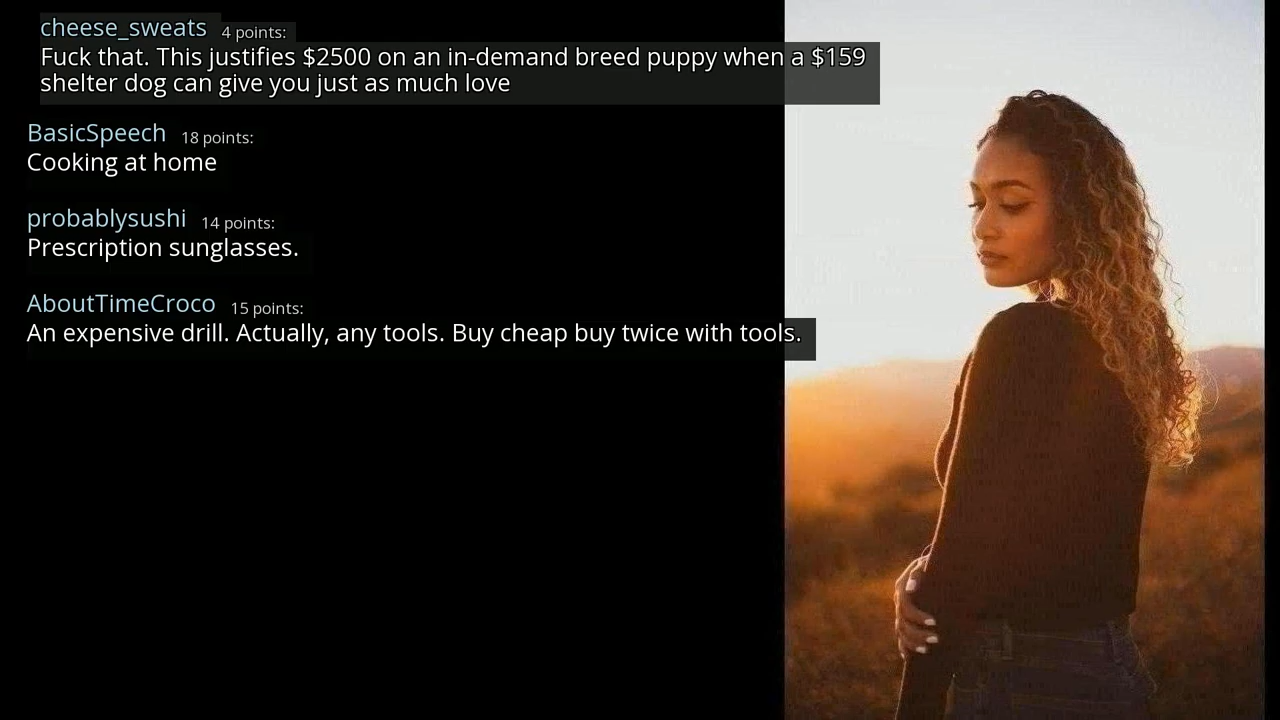 cheese_sweats 4 points:
Fuck that. This justifies $2500 on an in-demand breed puppy when a $159
shelter dog can give you just as much love
BasicSpeech 18 points:
Cooking at home
probablysushi 14 points:
Prescription sunglasses.
AboutTimeCroco 15 points:
An expensive drill. Actually, any tools. Buy cheap buy twice with tools.